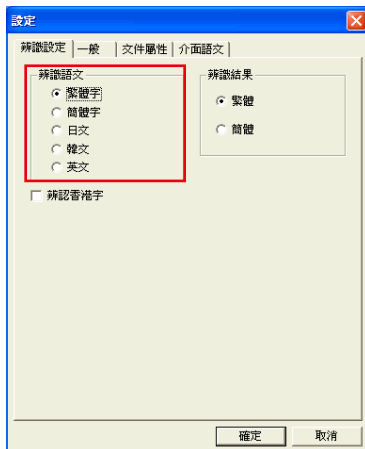 設定
辨識設定 一般 文件屬性 介面語文
辨識語文
繁體字
簡體字
日文
韓文
英文
辨識結果
繁體
簡體
辨認香港字
確定 取消